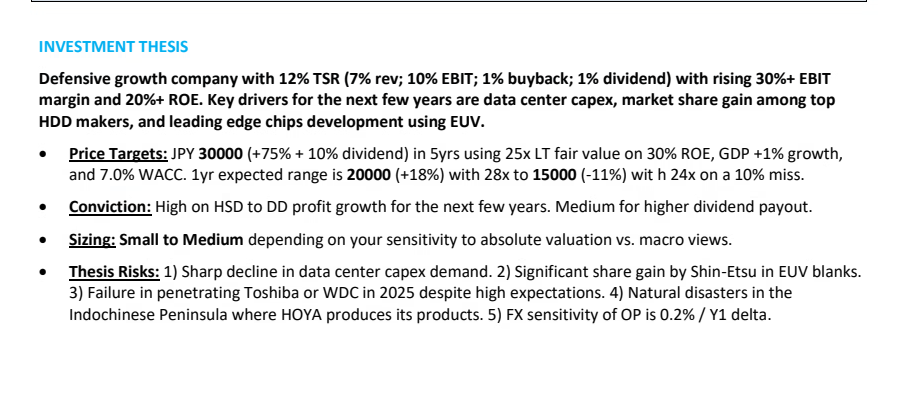 INVESTMENT THESIS
Defensive growth company with 12% TSR (7% rev; 10% EBIT; 1% buyback; 1% dividend) with rising 30%+ EBIT
margin and 20%+ ROE. Key drivers for the next few years are data center capex, market share gain among top
HDD makers, and leading edge chips development using EUV.
• Price Targets: JPY 30000 (+75% + 10% dividend) in 5yrs using 25x LT fair value on 30% ROE, GDP +1% growth,
and 7.0% WACC. 1yr expected range is 20000 (+18%) with 28x to 15000 (-11%) wit h 24x on a 10% miss.
• Conviction: High on HSD to DD profit growth for the next few years. Medium for higher dividend payout.
• Sizing: Small to Medium depending on your sensitivity to absolute valuation vs. macro views.
• Thesis Risks: 1) Sharp decline in data center capex demand. 2) Significant share gain by Shin-Etsu in EUV blanks.
3) Failure in penetrating Toshiba or WDC in 2025 despite high expectations. 4) Natural disasters in the
Indochinese Peninsula where HOYA produces its products. 5) FX sensitivity of OP is 0.2% / Y1 delta.